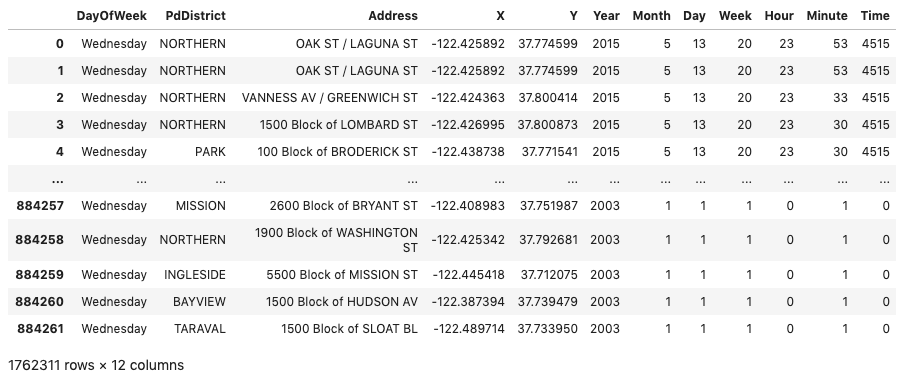 DayOfWeek PdDistrict Address X Y Year Month Day Week Hour Minute Time
0 Wednesday NORTHERN OAK ST / LAGUNA ST -122.425892 37.774599 2015 5 13 20 23 53 4515
1 Wednesday NORTHERN OAK ST / LAGUNA ST -122.425892 37.774599 2015 5 13 20 23 53 4515
2 Wednesday NORTHERN VANNESS AV / GREENWICH ST -122.424363 37.800414 2015 5 13 20 23 33 4515
3 Wednesday NORTHERN 1500 Block of LOMBARD ST -122.426995 37.800873 2015 5 13 20 23 30 4515
4 Wednesday PARK 100 Block of BRODERICK ST -122.438738 37.771541 2015 5 13 20 23 30 4515
... ... ... ... ... ... ... ... ... ... ... ... ...
884257 Wednesday MISSION 2600 Block of BRYANT ST -122.408983 37.751987 2003 1 1 1 0 1 0
884258 Wednesday NORTHERN 1900 Block of WASHINGTON
ST -122.425342 37.792681 2003 1 1 1 0 1 0
884259 Wednesday INGLESIDE 5500 Block of MISSION ST -122.445418 37.712075 2003 1 1 1 0 1 0
884260 Wednesday BAYVIEW 1500 Block of HUDSON AV -122.387394 37.739479 2003 1 1 1 0 1 0
884261 Wednesday TARAVAL 1500 Block of SLOAT BL -122.489714 37.733950 2003 1 1 1 0 1 0
1762311 rows × 12 columns